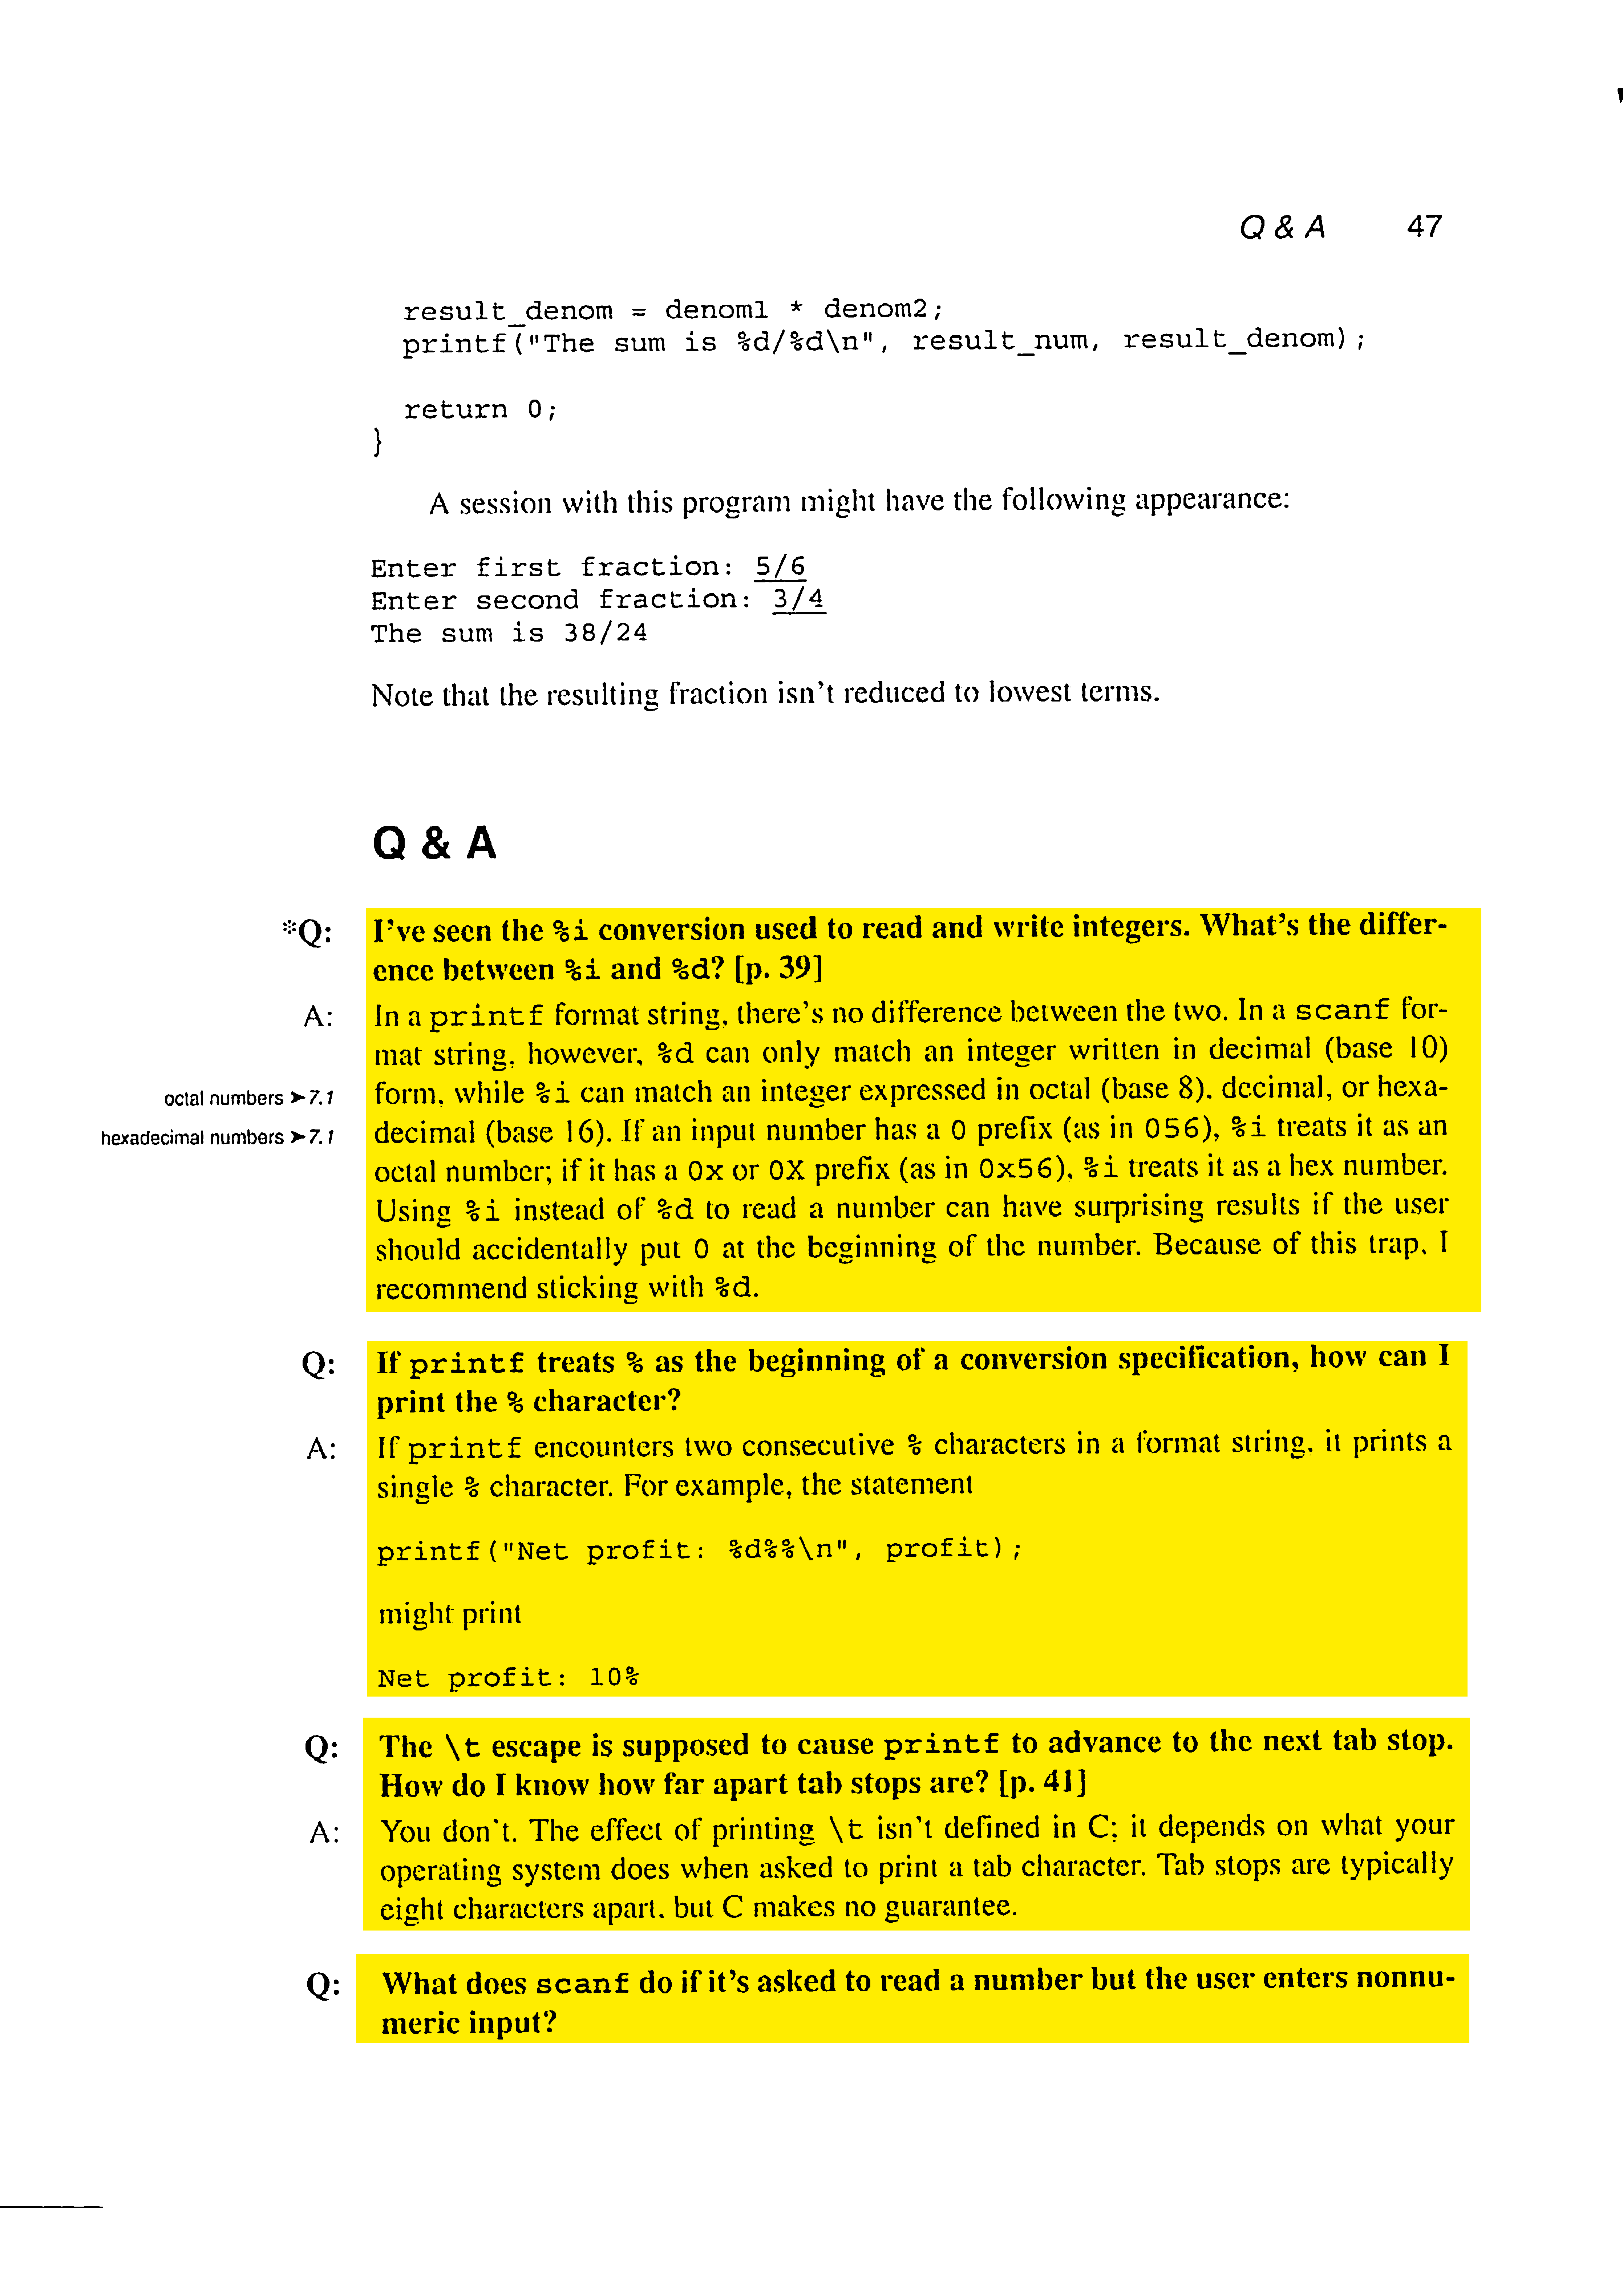 Q & A 47
result_denom = denom1 * denom2;
printf("The sum is %d/%d\n", result_num, result_denom);
return 0;
}
A session with this program might have the following appearance:
Enter first fraction: 5/6
Enter second fraction: 3/4
The sum is 38/24
Note that the resulting fraction isn't reduced to lowest terms.
Q & A
*Q: I've seen the %i conversion used to read and write integers. What's the differ-
ence between %i and %d? [p. 39]
A: In a printf format string, there's no difference between the two. In a scanf for-
mat string, however, %d can only match an integer written in decimal (base 10)
octal numbers ➤7.1 form, while %i can match an integer expressed in octal (base 8), decimal, or hexa-
hexadecimal numbers ➤7.1 decimal (base 16). If an input number has a 0 prefix (as in 056), %i treats it as an
octal number; if it has a 0x or 0X prefix (as in 0x56), %i treats it as a hex number.
Using %i instead of %d to read a number can have surprising results if the user
should accidentally put 0 at the beginning of the number. Because of this trap, I
recommend sticking with %d.
Q: If printf treats % as the beginning of a conversion specification, how can I
print the % character?
A: If printf encounters two consecutive % characters in a format string, it prints a
single % character. For example, the statement
printf("Net profit: %d%%\n", profit);
might print
Net profit: 10%
Q: The \t escape is supposed to cause printf to advance to the next tab stop.
How do I know how far apart tab stops are? [p. 41]
A: You don't. The effect of printing \t isn't defined in C; it depends on what your
operating system does when asked to print a tab character. Tab stops are typically
eight characters apart, but C makes no guarantee.
Q: What does scanf do if it's asked to read a number but the user enters nonnu-
meric input?